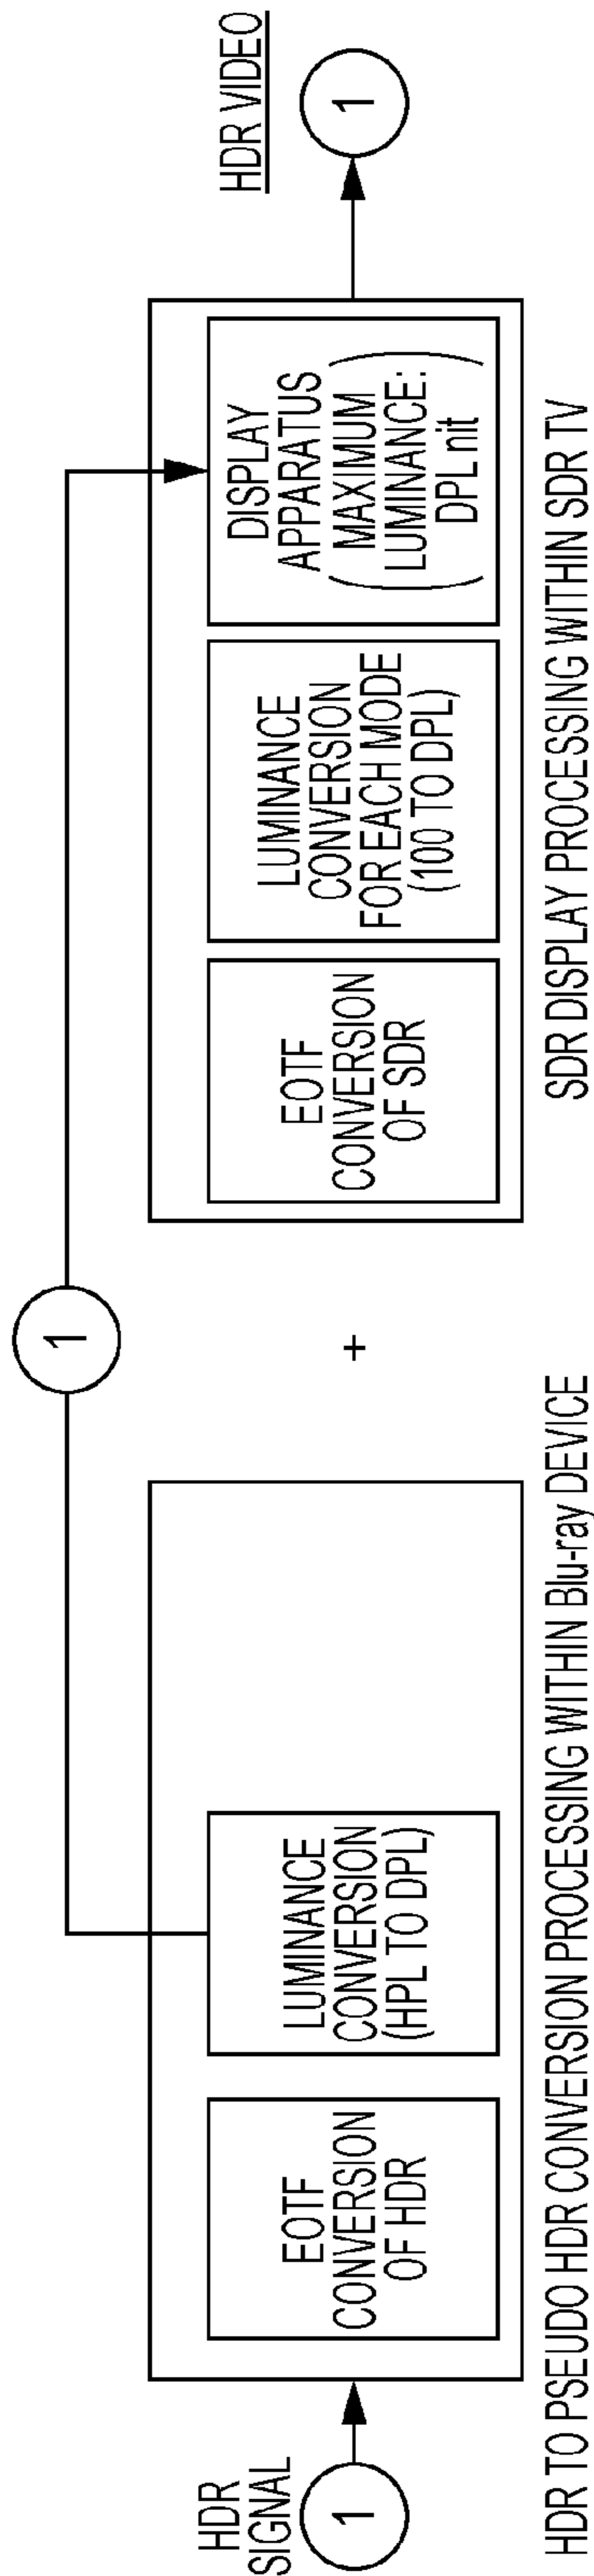 HDR
SIGNAL
1
EOTF
CONVERSION
OF HDR
LUMINANCE
CONVERSION
(HPL TO DPL)
HDR TO PSEUDO HDR CONVERSION PROCESSING WITHIN Blu-ray DEVICE
1
+
EOTF
CONVERSION
OF SDR
LUMINANCE
CONVERSION
FOR EACH MODE
(100 TO DPL)
DISPLAY
APPARATUS
(MAXIMUM
LUMINANCE:
DPL nit)
SDR DISPLAY PROCESSING WITHIN SDR TV
HDR VIDEO
1